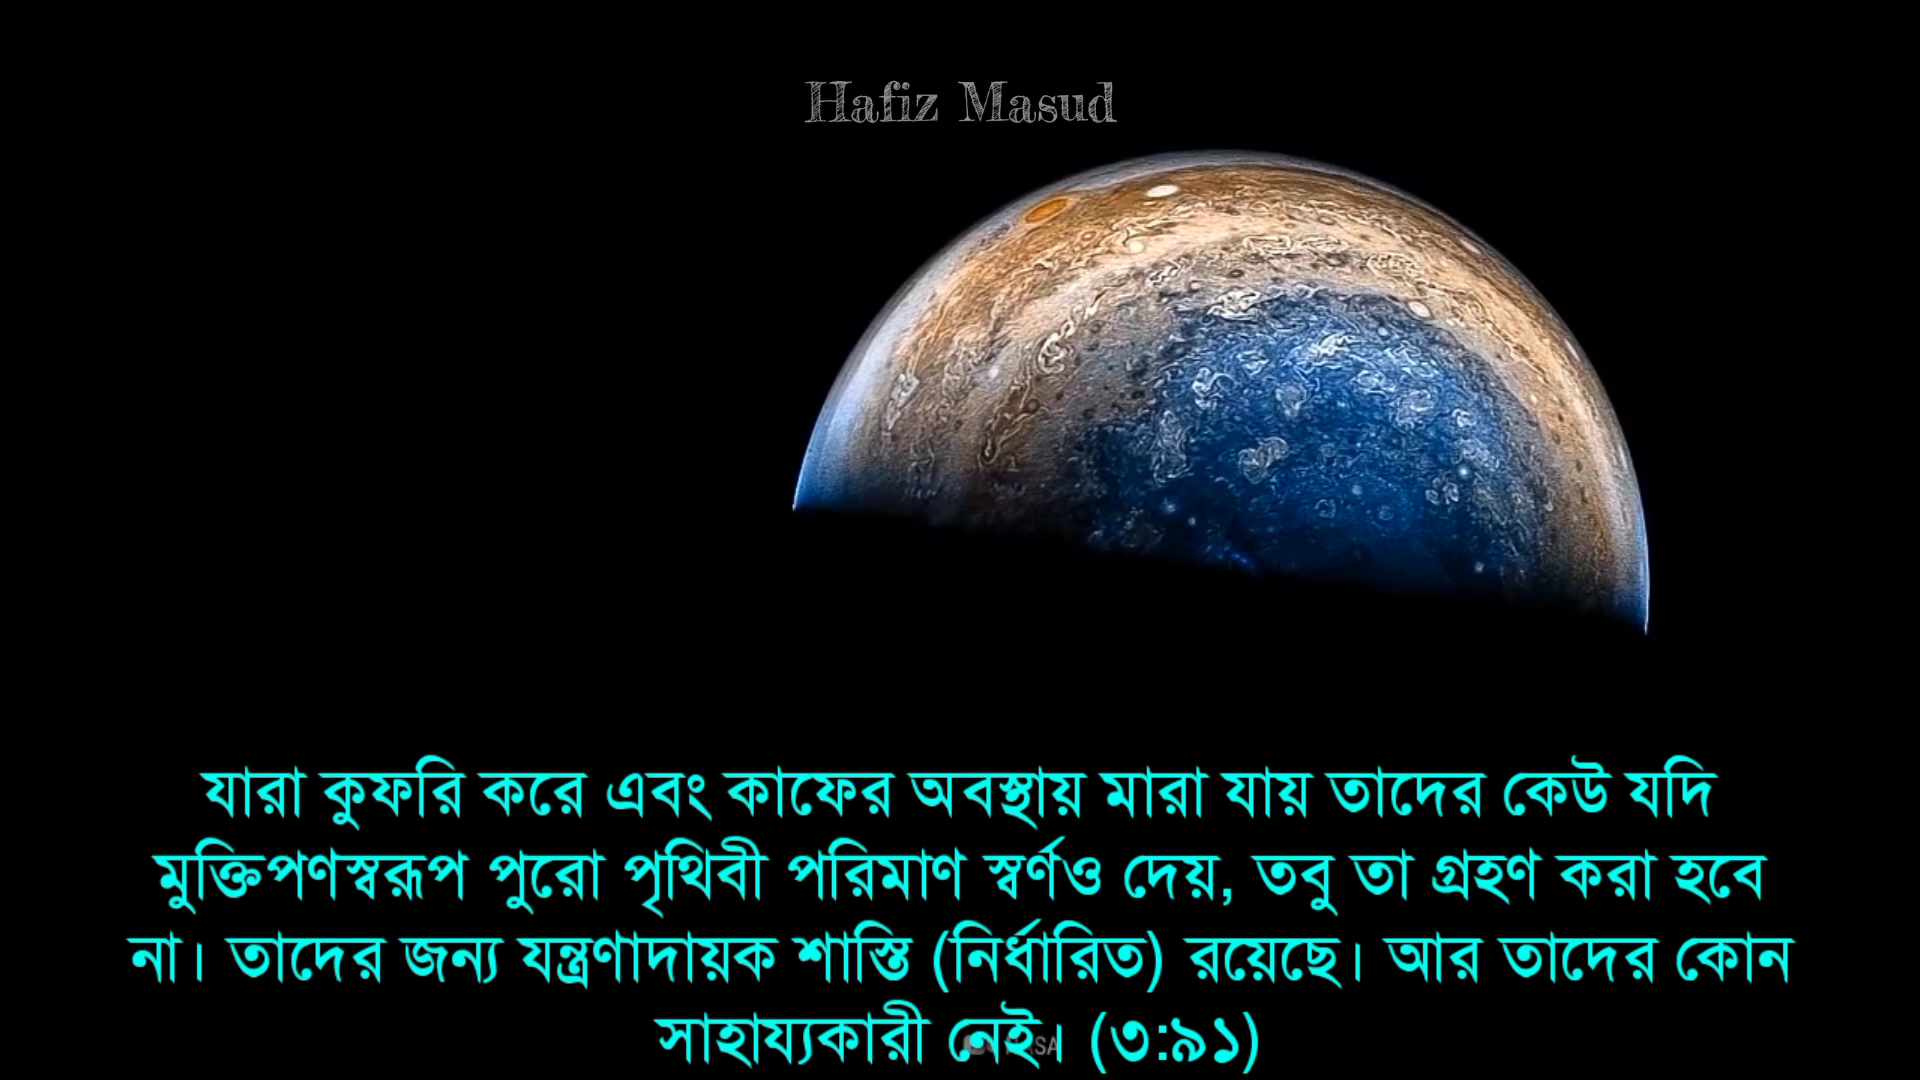 Hafiz Masud
যারা কুফরি করে এবং কাফের অবস্থায় মারা যায় তাদের কেউ যদি
মুক্তিপণস্বরূপ পুরো পৃথিবী পরিমাণ স্বর্ণও দেয়, তবু তা গ্রহণ করা হবে
না। তাদের জন্য যন্ত্রণাদায়ক শাস্তি (নির্ধারিত) রয়েছে। আর তাদের কোন
সাহায্যকারী নেই। (৩:৯১)